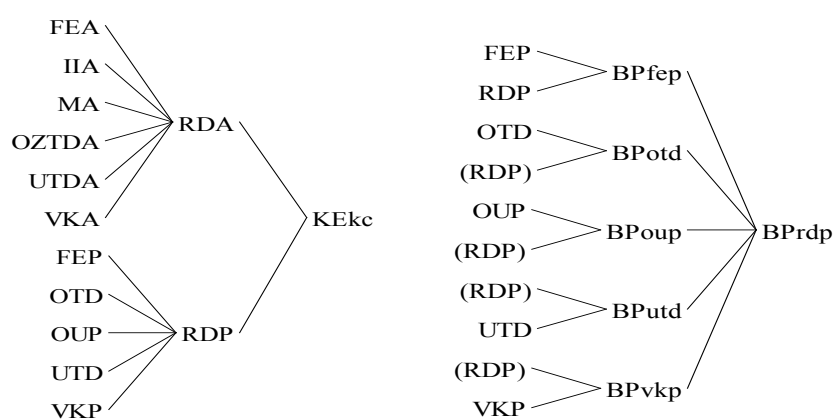 FEA
IIA
MA
OZTDA
UTDA
VKA
RDA
KEkc
FEP
OTD
OUP
UTD
VKP
RDP
FEP
RDP
BPfep
OTD
(RDP)
BPotd
OUP
(RDP)
BPoup
BPrdp
(RDP)
UTD
BPutd
(RDP)
VKP
BPvkp